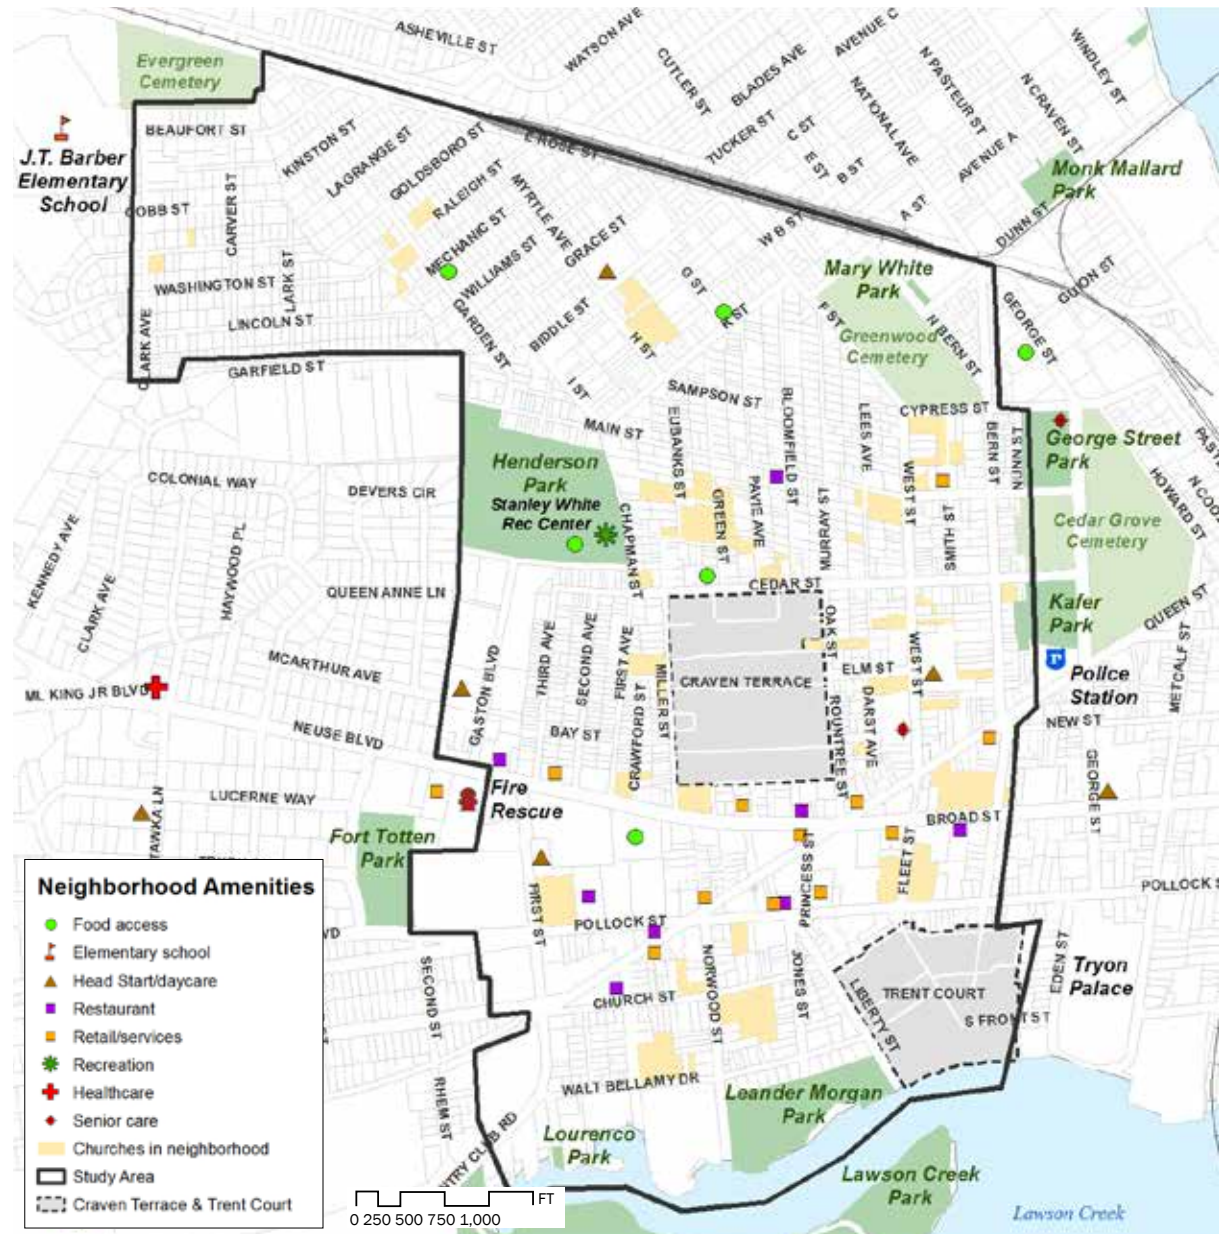 ASHEVILLE ST
WATSON AVE
CUTLER ST
BLADES AVE
AVENUE C
N PASTEUR ST
NATIONAL AVE
N CRAVEN ST
WINDLEY ST
Evergreen
Cemetery
BEAUFORT ST
KINSTON ST
LAGRANGE ST
GOLDSBORO ST
RALEIGH ST
E ROSE ST
TUCKER ST
C ST
E ST
B ST
AVENUE A
J.T. Barber
Elementary
School
Monk Mallard
Park
COBB ST
CARVER ST
MYRTLE AVE
MECHANIC ST
WILLIAMS ST
GRACE ST
W B ST
A ST
DUNN ST
GUION ST
WASHINGTON ST
LARK ST
LINCOLN ST
CLARK AVE
GARFIELD ST
GARDEN ST
BIDDLE ST
H ST
I ST
G ST
K ST
F ST
Mary White
Park
Greenwood
Cemetery
N BERN ST
GEORGE ST
SAMPSON ST
MAIN ST
EUBANKS ST
BLOOMFIELD ST
LEES AVE
CYPRESS ST
BERN ST
NUNN ST
George Street
Park
PAST
N COO
HOWARD ST
Henderson
Park
Stanley White
Rec Center
COLONIAL WAY
DEVERS CIR
HAYWOOD PL
KENNEDY AVE
CLARK AVE
QUEEN ANNE LN
CHAPMAN ST
GREEN ST
PAVIE AVE
MURRAY ST
WEST ST
SMITH ST
Cedar Grove
Cemetery
CEDAR ST
Kafer
Park
QUEEN ST
METCALF ST
MCARTHUR AVE
ML KING JR BLVD
NEUSE BLVD
GASTON BLVD
THIRD AVE
SECOND AVE
FIRST AVE
BAY ST
CRAWFORD ST
MILLER ST
CRAVEN TERRACE
OAK ST
ELM ST
WEST ST
DARST AVE
ROUNTREE ST
Police
Station
NEW ST
GEORGE ST
LUCERNE WAY
Fire
Rescue
TAWKA LN
Fort Totten
Park
BROAD ST
PRINCESS ST
FLEET ST
POLLOCK S
FIRST ST
POLLOCK ST
VD
SECOND ST
NORWOOD ST
JONES ST
CHURCH ST
LIBERTY ST
TRENT COURT
S FRONT ST
EDEN ST
Tryon
Palace
RHEM ST
WALT BELLAMY DR
Leander Morgan
Park
NTRY CLUB RD
Lourenco
Park
Lawson Creek
Park
Lawson Creek
Neighborhood Amenities
Food access
Elementary school
Head Start/daycare
Restaurant
Retail/services
Recreation
Healthcare
Senior care
Churches in neighborhood
Study Area
Craven Terrace & Trent Court
FT
0 250 500 750 1,000